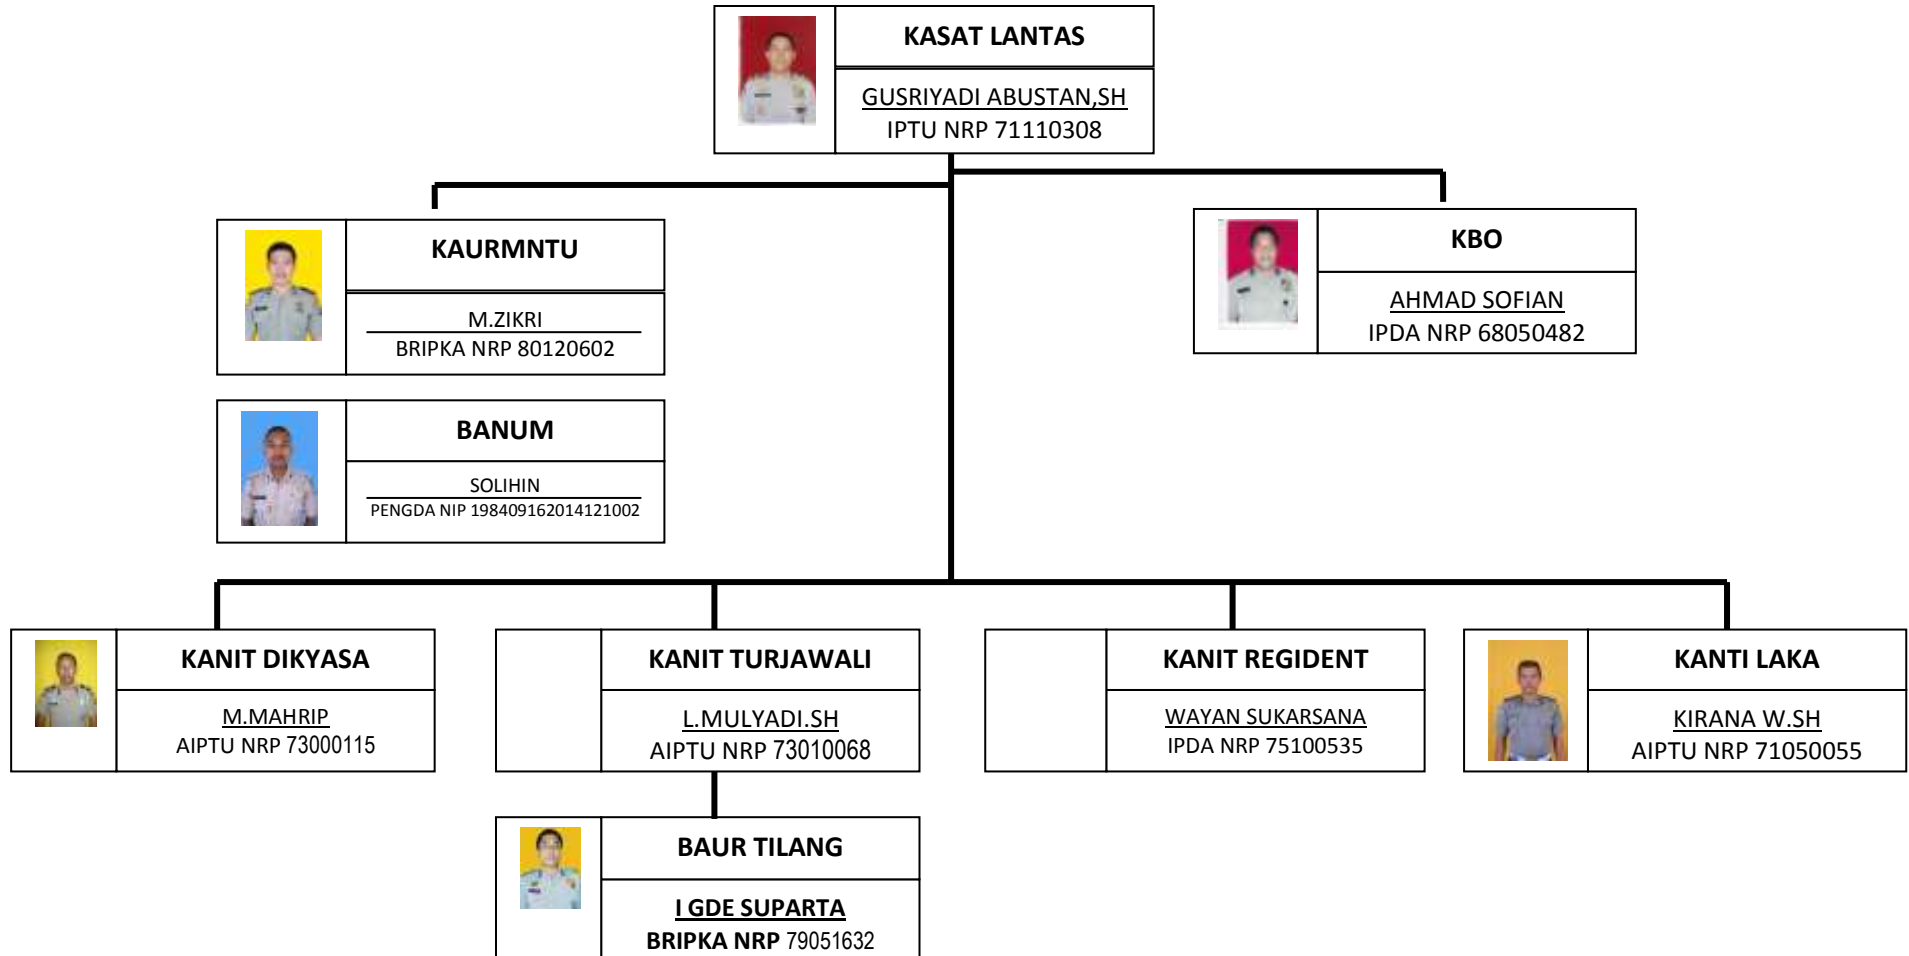 KASAT LANTAS
GUSRIYADI ABUSTAN,SH
IPTU NRP 71110308
KAURMNTU
M.ZIKRI
BRIPKA NRP 80120602
KBO
AHMAD SOFIAN
IPDA NRP 68050482
BANUM
SOLIHIN
PENGDA NIP 198409162014121002
KANIT DIKYASA
M.MAHRIP
AIPTU NRP 73000115
KANIT TURJAWALI
L.MULYADI.SH
AIPTU NRP 73010068
KANIT REGIDENT
WAYAN SUKARSANA
IPDA NRP 75100535
KANTI LAKA
KIRANA W.SH
AIPTU NRP 71050055
BAUR TILANG
I GDE SUPARTA
BRIPKA NRP 79051632